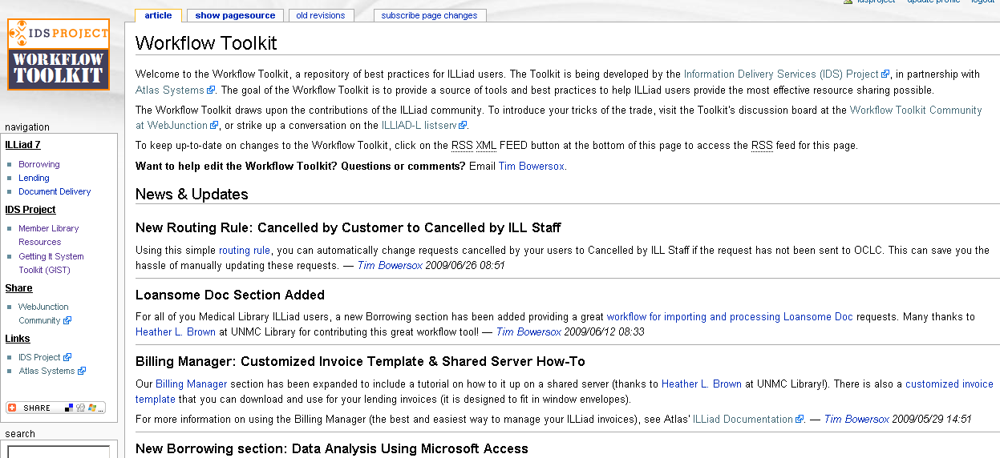 idsproject update profile logout
article show pagesource old revisions subscribe page changes
IDS PROJECT
WORKFLOW
TOOLKIT
Workflow Toolkit
Welcome to the Workflow Toolkit, a repository of best practices for ILLiad users. The Toolkit is being developed by the Information Delivery Services (IDS) Project, in partnership with
Atlas Systems. The goal of the Workflow Toolkit is to provide a source of tools and best practices to help ILLiad users provide the most effective resource sharing possible.
The Workflow Toolkit draws upon the contributions of the ILLiad community. To introduce your tricks of the trade, visit the Toolkit's discussion board at the Workflow Toolkit Community
at WebJunction, or strike up a conversation on the ILLIAD-L listserv.
To keep up-to-date on changes to the Workflow Toolkit, click on the RSS XML FEED button at the bottom of this page to access the RSS feed for this page.
Want to help edit the Workflow Toolkit? Questions or comments? Email Tim Bowersox.
navigation
ILLiad 7
Borrowing
Lending
Document Delivery
IDS Project
Member Library
Resources
Getting It System
Toolkit (GIST)
Share
WebJunction
Community
Links
IDS Project
Atlas Systems
SHARE ...
search
News & Updates
New Routing Rule: Cancelled by Customer to Cancelled by ILL Staff
Using this simple routing rule, you can automatically change requests cancelled by your users to Cancelled by ILL Staff if the request has not been sent to OCLC. This can save you the
hassle of manually updating these requests. — Tim Bowersox 2009/06/26 08:51
Loansome Doc Section Added
For all of you Medical Library ILLiad users, a new Borrowing section has been added providing a great workflow for importing and processing Loansome Doc requests. Many thanks to
Heather L. Brown at UNMC Library for contributing this great workflow tool! — Tim Bowersox 2009/06/12 08:33
Billing Manager: Customized Invoice Template & Shared Server How-To
Our Billing Manager section has been expanded to include a tutorial on how to it up on a shared server (thanks to Heather L. Brown at UNMC Library!). There is also a customized invoice
template that you can download and use for your lending invoices (it is designed to fit in window envelopes).
For more information on using the Billing Manager (the best and easiest way to manage your ILLiad invoices), see Atlas' ILLiad Documentation. — Tim Bowersox 2009/05/29 14:51
New Borrowing section: Data Analysis Using Microsoft Access